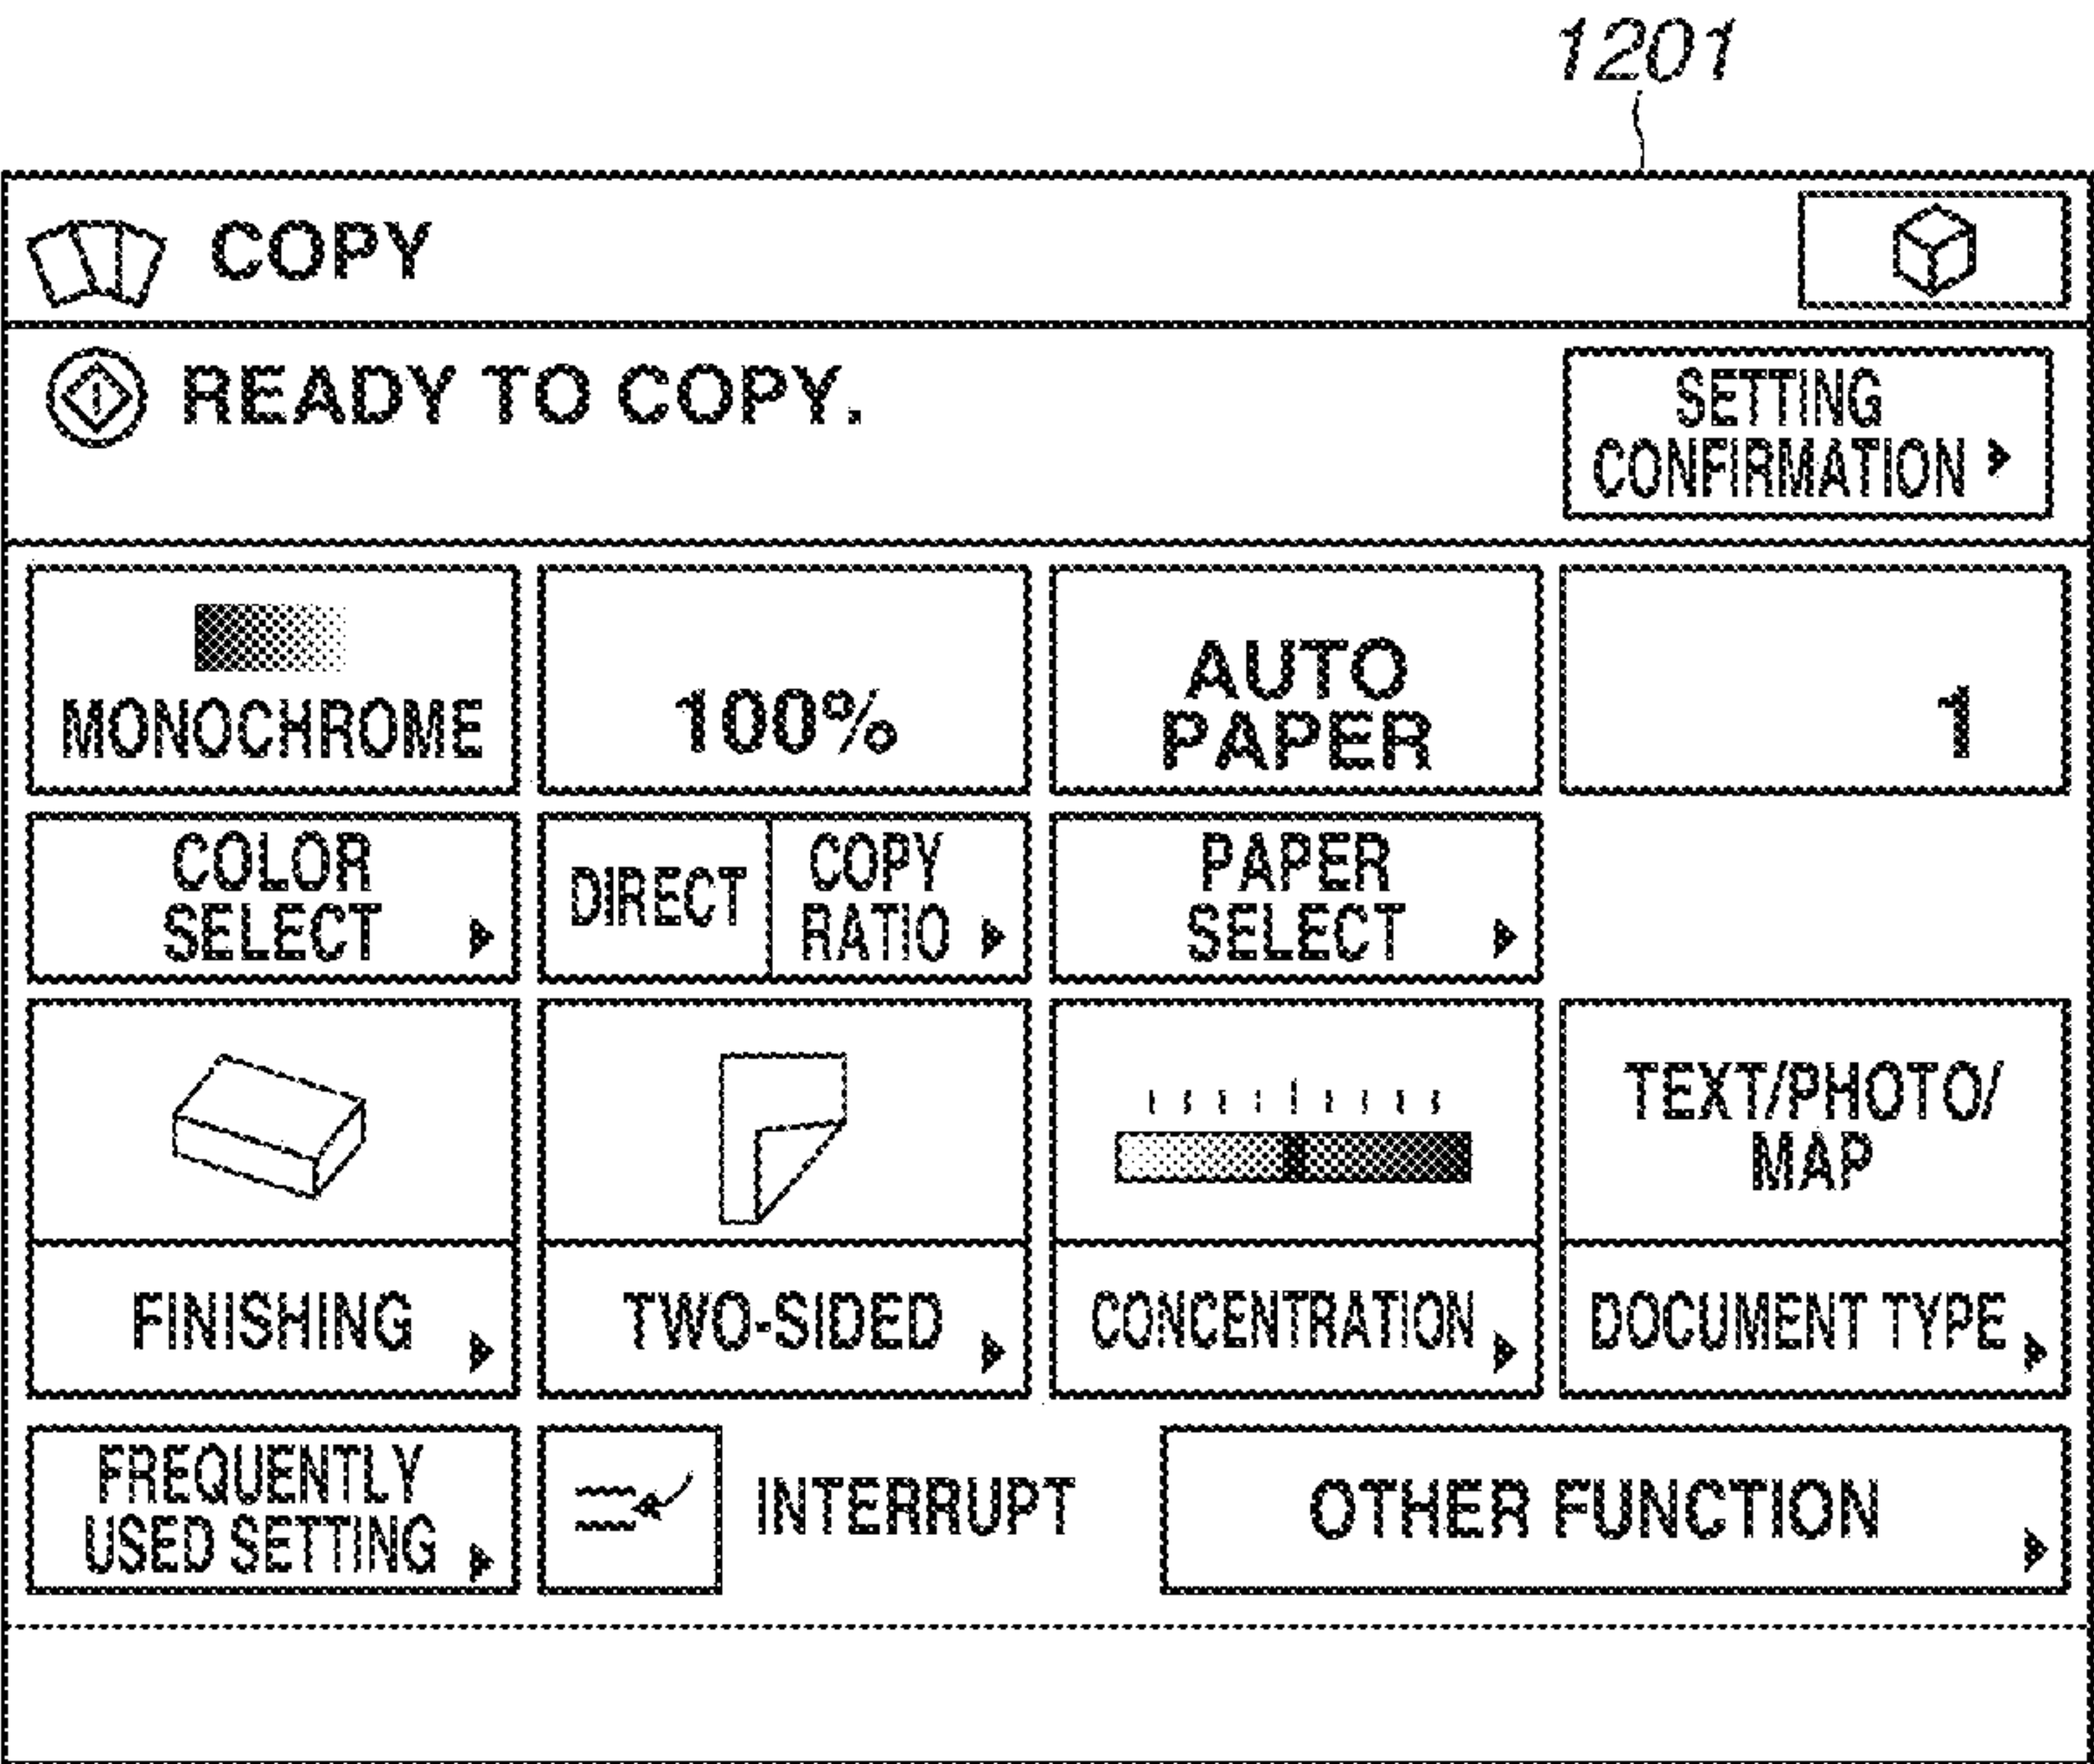 1201
COPY
READY TO COPY.
SETTING
CONFIRMATION
MONOCHROME
100%
AUTO
PAPER
1
COLOR
SELECT
DIRECT
COPY
RATIO
PAPER
SELECT
TEXT/PHOTO/
MAP
FINISHING
TWO-SIDED
CONCENTRATION
DOCUMENT TYPE
FREQUENTLY
USED SETTING
INTERRUPT
OTHER FUNCTION